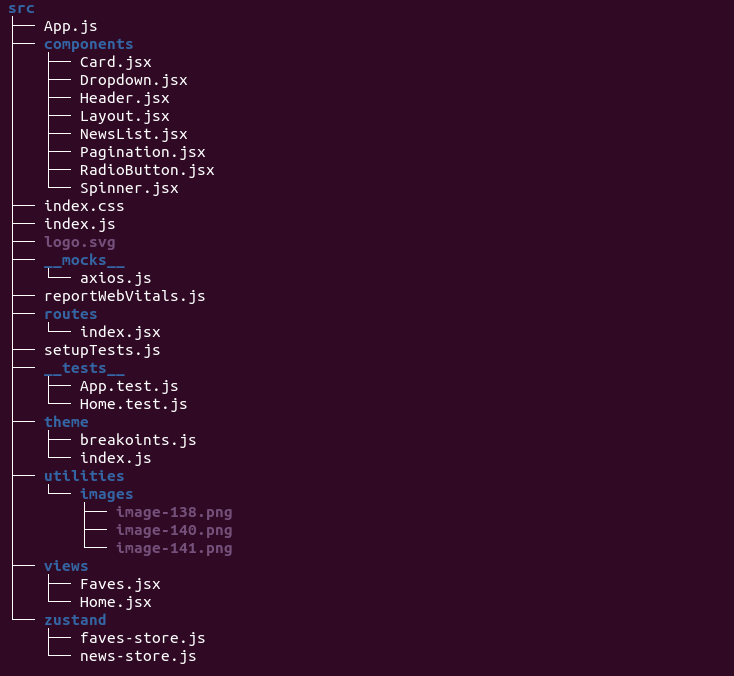 src
├── App.js
├── components
│   ├── Card.jsx
│   ├── Dropdown.jsx
│   ├── Header.jsx
│   ├── Layout.jsx
│   ├── NewsList.jsx
│   ├── Pagination.jsx
│   ├── RadioButton.jsx
│   └── Spinner.jsx
├── index.css
├── index.js
├── logo.svg
├── __mocks__
│   └── axios.js
├── reportWebVitals.js
├── routes
│   └── index.jsx
├── setupTests.js
├── __tests__
│   ├── App.test.js
│   └── Home.test.js
├── theme
│   ├── breakoints.js
│   └── index.js
├── utilities
│   └── images
│       ├── image-138.png
│       ├── image-140.png
│       └── image-141.png
├── views
│   ├── Faves.jsx
│   └── Home.jsx
└── zustand
    ├── faves-store.js
    └── news-store.js